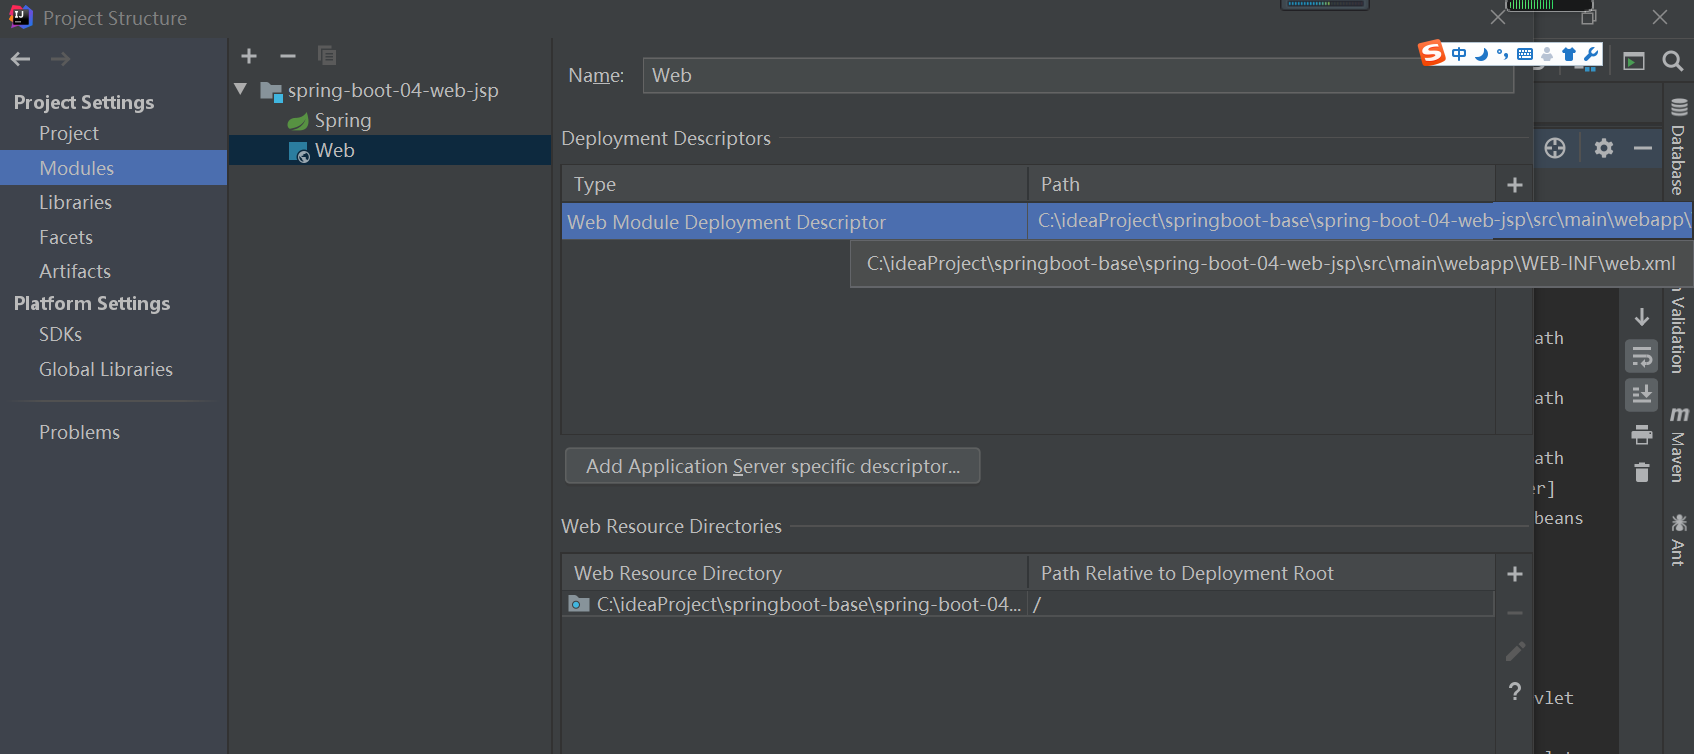 Project Structure
Project Settings
Project
Modules
Libraries
Facets
Artifacts
Platform Settings
SDKs
Global Libraries
Problems
spring-boot-04-web-jsp
Spring
Web
Name: Web
Deployment Descriptors
Type Path
Web Module Deployment Descriptor C:\ideaProject\springboot-base\spring-boot-04-web-jsp\src\main\webapp\
C:\ideaProject\springboot-base\spring-boot-04-web-jsp\src\main\webapp\WEB-INF\web.xml
Add Application Server specific descriptor...
Web Resource Directories
Web Resource Directory Path Relative to Deployment Root
C:\ideaProject\springboot-base\spring-boot-04... /
中
ath
ath
ath
er]
beans
vlet
Database
Validation
m
Maven
Ant